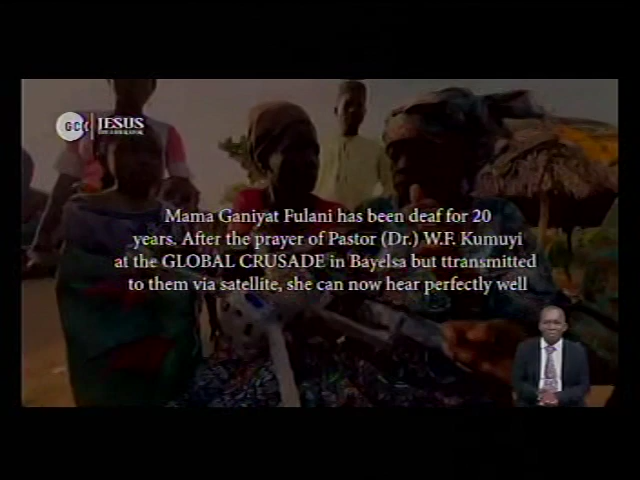 GCK
JESUS
Mama Ganiyat Fulani has been deaf for 20
years. After the prayer of Pastor (Dr.) W.F. Kumuyi
at the GLOBAL CRUSADE in Bayelsa but ttransmitted
to them via satellite, she can now hear perfectly well